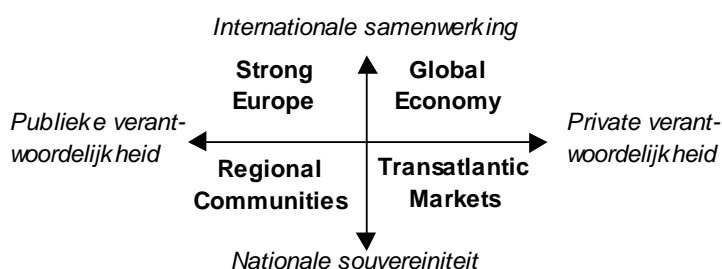 Internationale samenwerking
Strong
Europe
Global
Economy
Publieke verant-
woordelijkheid
Private verant-
woordelijkheid
Regional
Communities
Transatlantic
Markets
Nationale souvereiniteit